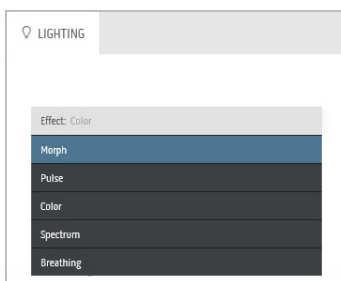 LIGHTING
Effect: Color
Morph
Pulse
Color
Spectrum
Breathing